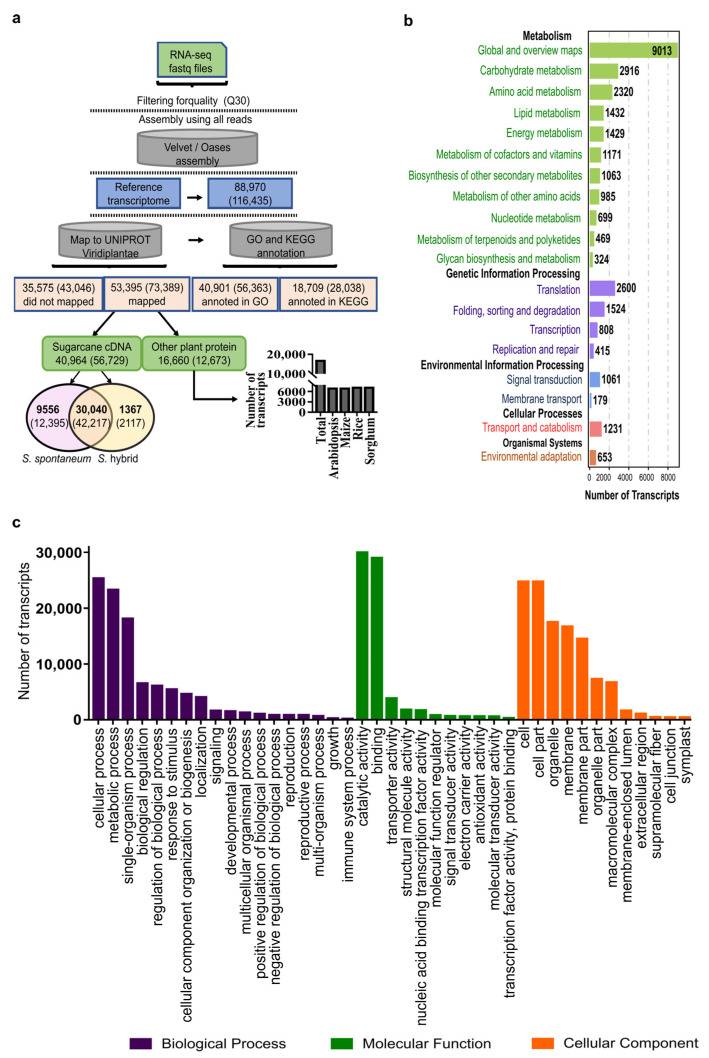 a
RNA-seq
fastq files
Filtering forquality (Q30)
Assembly using all reads
Velvet / Oases
assembly
Reference
transcriptome
88,970
(116,435)
Map to UNIPROT
Viridiplantae
GO and KEGG
annotation
35,575 (43,046)
did not mapped
53,395 (73,389)
mapped
40,901 (56,363)
annoted in GO
18,709 (28,038)
annoted in KEGG
Sugarcane cDNA
40,964 (56,729)
Other plant protein
16,660 (12,673)
9556
(12,395)
30,040
(42,217)
1367
(2117)
S. spontaneum
S. hybrid
Number of
transcripts
20,000
10,000
6000
3000
0
Total
Arabidopsis
Maize
Rice
Sorghum
b
Metabolism
Global and overview maps 9013
Carbohydrate metabolism 2916
Amino acid metabolism 2320
Lipid metabolism 1432
Energy metabolism 1429
Metabolism of cofactors and vitamins 1171
Biosynthesis of other secondary metabolites 1063
Metabolism of other amino acids 985
Nucleotide metabolism 699
Metabolism of terpenoids and polyketides 469
Glycan biosynthesis and metabolism 324
Genetic Information Processing
Translation 2600
Folding, sorting and degradation 1524
Transcription 808
Replication and repair 415
Environmental Information Processing
Signal transduction 1061
Membrane transport 179
Cellular Processes
Transport and catabolism 1231
Organismal Systems
Environmental adaptation 653
0 2000 4000 6000 8000
Number of Transcripts
c
Number of transcripts
30,000
20,000
10,000
0
cellular process
metabolic process
single-organism process
biological regulation
regulation of biological process
response to stimulus
cellular component organization or biogenesis
localization
signaling
developmental process
multicellular organismal process
positive regulation of biological process
negative regulation of biological process
reproduction
reproductive process
multi-organism process
growth
immune system process
catalytic activity
binding
transporter activity
structural molecule activity
nucleic acid binding transcription factor activity
molecular function regulator
signal transducer activity
electron carrier activity
antioxidant activity
molecular transducer activity
transcription factor activity, protein binding
cell
cell part
organelle
membrane
membrane part
organelle part
macromolecular complex
membrane-enclosed lumen
extracellular region
supramolecular fiber
cell junction
symplast
Biological Process
Molecular Function
Cellular Component